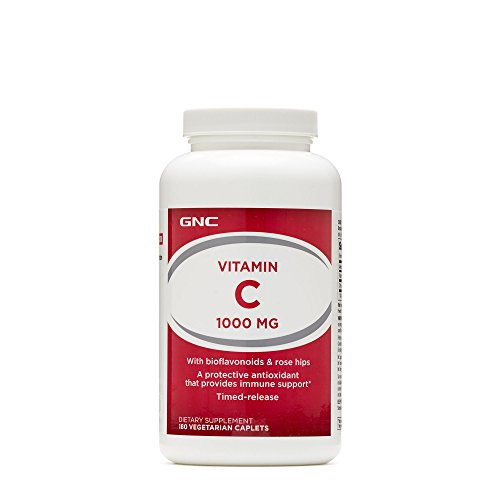 GNC
VITAMIN
C
1000 MG
With bioflavonoids & rose hips
A protective antioxidant
that provides immune support*
Timed-release
DIETARY SUPPLEMENT
180 VEGETARIAN CAPLETS